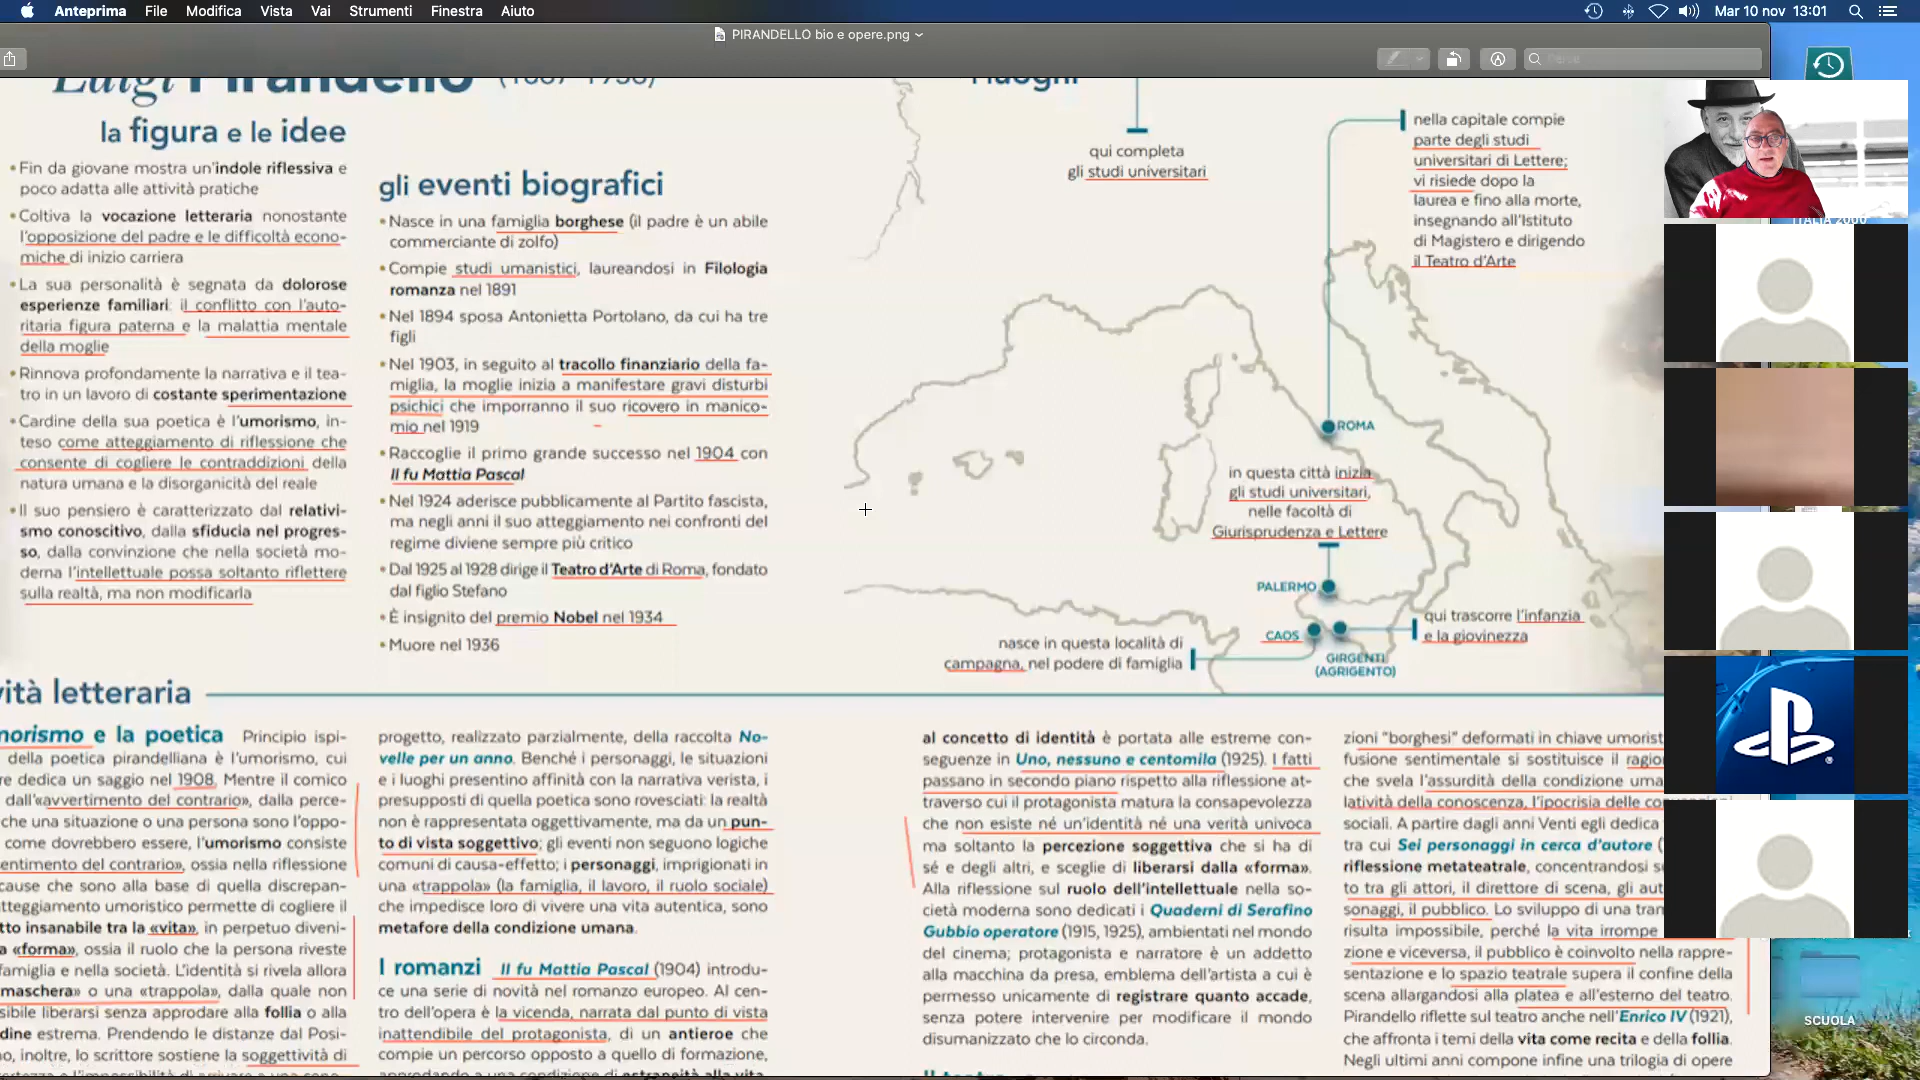 Anteprima File Modifica Vista Vai Strumenti Finestra Aiuto
Mar 10 nov 13:01
PIRANDELLO bio e opere.png
Cerca
Luigi Pirandello
la figura e le idee
• Fin da giovane mostra un'indole riflessiva e
poco adatta alle attività pratiche
• Coltiva la vocazione letteraria nonostante
l'opposizione del padre e le difficoltà econo-
miche di inizio carriera
• La sua personalità è segnata da dolorose
esperienze familiari: il conflitto con l'auto-
ritaria figura paterna e la malattia mentale
della moglie
• Rinnova profondamente la narrativa e il tea-
tro in un lavoro di costante sperimentazione
• Cardine della sua poetica è l'umorismo, in-
teso come atteggiamento di riflessione che
consente di cogliere le contraddizioni della
natura umana e la disorganicità del reale
• Il suo pensiero è caratterizzato dal relativi-
smo conoscitivo, dalla sfiducia nel progres-
so, dalla convinzione che nella società mo-
derna l'intellettuale possa soltanto riflettere
sulla realtà, ma non modificarla
gli eventi biografici
• Nasce in una famiglia borghese (il padre è un abile
commerciante di zolfo)
• Compie studi umanistici, laureandosi in Filologia
romanza nel 1891
• Nel 1894 sposa Antonietta Portolano, da cui ha tre
figli
• Nel 1903, in seguito al tracollo finanziario della fa-
miglia, la moglie inizia a manifestare gravi disturbi
psichici che imporranno il suo ricovero in manico-
mio nel 1919
• Raccoglie il primo grande successo nel 1904 con
Il fu Mattia Pascal
• Nel 1924 aderisce pubblicamente al Partito fascista,
ma negli anni il suo atteggiamento nei confronti del
regime diviene sempre più critico
• Dal 1925 al 1928 dirige il Teatro d'Arte di Roma, fondato
dal figlio Stefano
• È insignito del premio Nobel nel 1934
• Muore nel 1936
i luoghi
qui completa
gli studi universitari
nella capitale compie
parte degli studi
universitari di Lettere;
vi risiede dopo la
laurea e fino alla morte,
insegnando all'Istituto
di Magistero e dirigendo
il Teatro d'Arte
ROMA
in questa città inizia
gli studi universitari,
nelle facoltà di
Giurisprudenza e Lettere
PALERMO
qui trascorre l'infanzia
e la giovinezza
CAOS
nasce in questa località di
campagna, nel podere di famiglia
GIRGENTI
(AGRIGENTO)
vità letteraria
morismo e la poetica Principio ispi-
della poetica pirandelliana è l'umorismo, cui
re dedica un saggio nel 1908. Mentre il comico
dall'«avvertimento del contrario», dalla perce-
che una situazione o una persona sono l'oppo-
come dovrebbero essere, l'umorismo consiste
entimento del contrario», ossia nella riflessione
cause che sono alla base di quella discrepan-
tteggiamento umoristico permette di cogliere il
tto insanabile tra la «vita», in perpetuo diveni-
a «forma», ossia il ruolo che la persona riveste
famiglia e nella società. L'identità si rivela allora
maschera» o una «trappola», dalla quale non
sibile liberarsi senza approdare alla follia o alla
dine estrema. Prendendo le distanze dal Posi-
o, inoltre, lo scrittore sostiene la soggettività di
progetto, realizzato parzialmente, della raccolta No-
velle per un anno. Benché i personaggi, le situazioni
e i luoghi presentino affinità con la narrativa verista, i
presupposti di quella poetica sono rovesciati: la realtà
non è rappresentata oggettivamente, ma da un pun-
to di vista soggettivo; gli eventi non seguono logiche
comuni di causa-effetto; i personaggi, imprigionati in
una «trappola» (la famiglia, il lavoro, il ruolo sociale)
che impedisce loro di vivere una vita autentica, sono
metafore della condizione umana.
I romanzi Il fu Mattia Pascal (1904) introdu-
ce una serie di novità nel romanzo europeo. Al cen-
tro dell'opera è la vicenda, narrata dal punto di vista
inattendibile del protagonista, di un antieroe che
compie un percorso opposto a quello di formazione,
approdando a una condizione di estraneità alla vita
al concetto di identità è portata alle estreme con-
seguenze in Uno, nessuno e centomila (1925). I fatti
passano in secondo piano rispetto alla riflessione at-
traverso cui il protagonista matura la consapevolezza
che non esiste né un'identità né una verità univoca
ma soltanto la percezione soggettiva che si ha di
sé e degli altri, e sceglie di liberarsi dalla «forma».
Alla riflessione sul ruolo dell'intellettuale nella so-
cietà moderna sono dedicati i Quaderni di Serafino
Gubbio operatore (1915, 1925), ambientati nel mondo
del cinema; protagonista e narratore è un addetto
alla macchina da presa, emblema dell'artista a cui è
permesso unicamente di registrare quanto accade,
senza potere intervenire per modificare il mondo
disumanizzato che lo circonda.
Il teatro
zioni "borghesi" deformati in chiave umorist
fusione sentimentale si sostituisce il ragio
che svela l'assurdità della condizione uma
latività della conoscenza, l'ipocrisia delle co
sociali. A partire dagli anni Venti egli dedica
tra cui Sei personaggi in cerca d'autore (
riflessione metateatrale, concentrandosi s
to tra gli attori, il direttore di scena, gli aut
sonaggi, il pubblico. Lo sviluppo di una tran
risulta impossibile, perché la vita irrompe
zione e viceversa, il pubblico è coinvolto nella rappre-
sentazione e lo spazio teatrale supera il confine della
scena allargandosi alla platea e all'esterno del teatro.
Pirandello riflette sul teatro anche nell'Enrico IV (1921),
che affronta i temi della vita come recita e della follia.
Negli ultimi anni compone infine una trilogia di opere
SCUOLA